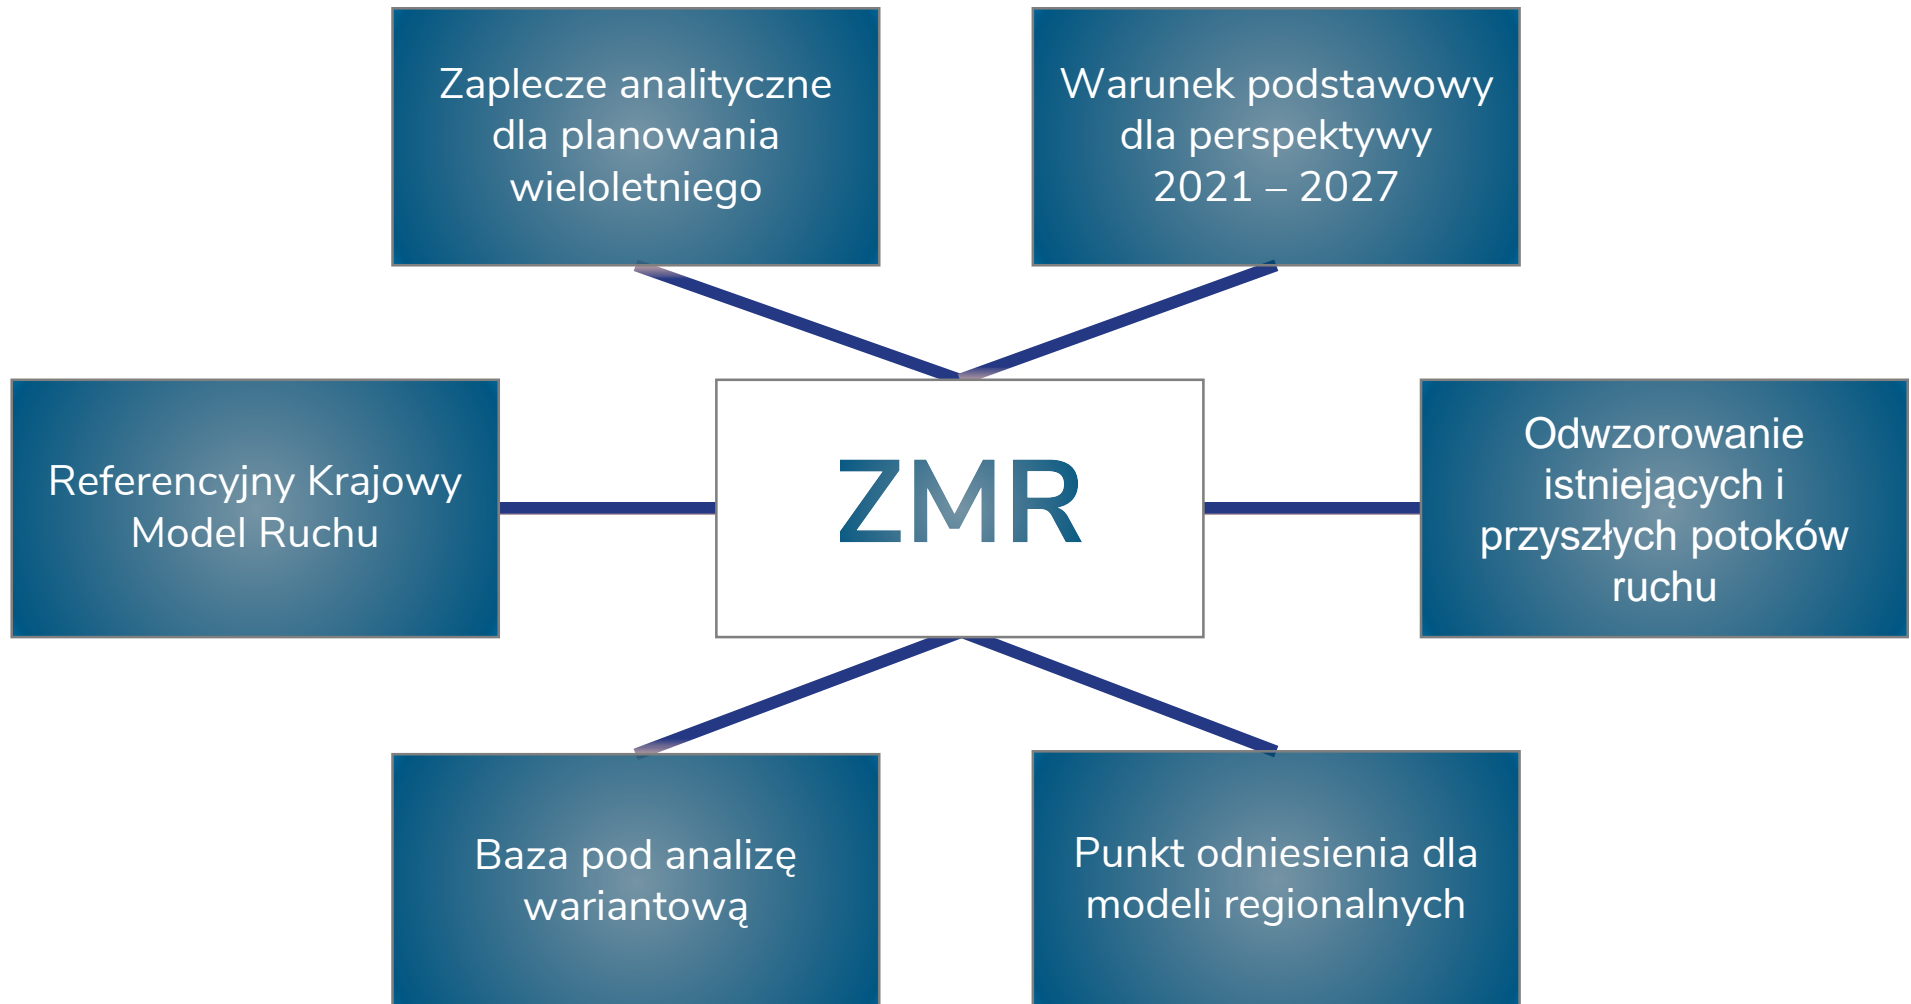 Zaplecze analityczne
dla planowania
wieloletniego
Warunek podstawowy
dla perspektywy
2021 – 2027
Referencyjny Krajowy
Model Ruchu
ZMR
Odwzorowanie
istniejących i
przyszłych potoków
ruchu
Baza pod analizę
wariantową
Punkt odniesienia dla
modeli regionalnych